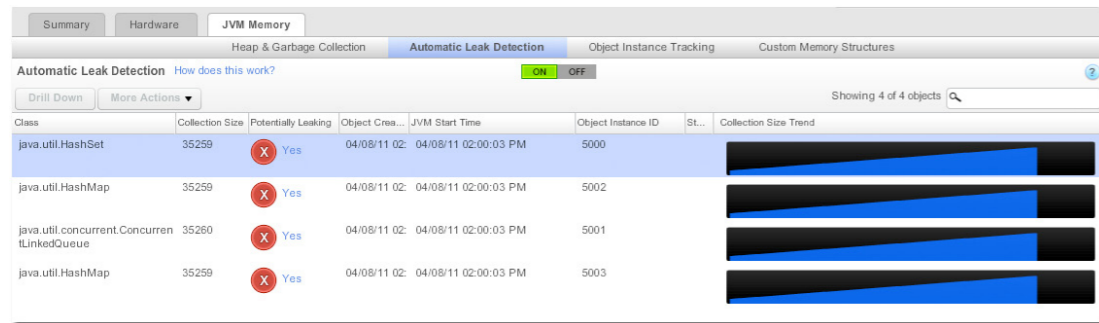 Summary Hardware JVM Memory
Heap & Garbage Collection Automatic Leak Detection Object Instance Tracking Custom Memory Structures
Automatic Leak Detection How does this work? ON OFF ?
Drill Down More Actions Showing 4 of 4 objects
Class Collection Size Potentially Leaking Object Crea... JVM Start Time Object Instance ID St... Collection Size Trend
java.util.HashSet 35259 X Yes 04/08/11 02: 04/08/11 02:00:03 PM 5000
java.util.HashMap 35259 X Yes 04/08/11 02: 04/08/11 02:00:03 PM 5002
java.util.concurrent.Concurren 35260 X Yes 04/08/11 02: 04/08/11 02:00:03 PM 5001
tLinkedQueue
java.util.HashMap 35259 X Yes 04/08/11 02: 04/08/11 02:00:03 PM 5003